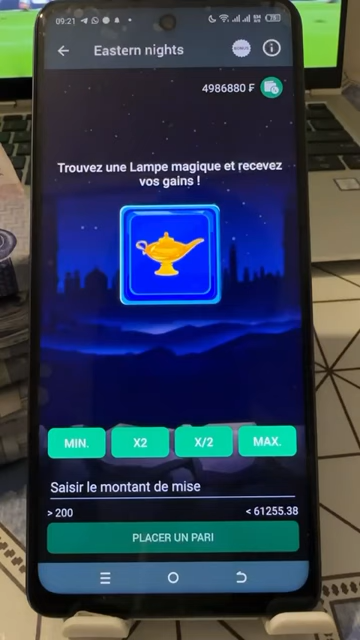 09:21
Eastern nights
BONUS
4986880 ₣
Trouvez une Lampe magique et recevez
vos gains !
MIN.
X2
X/2
MAX.
Saisir le montant de mise
> 200
< 61255.38
PLACER UN PARI